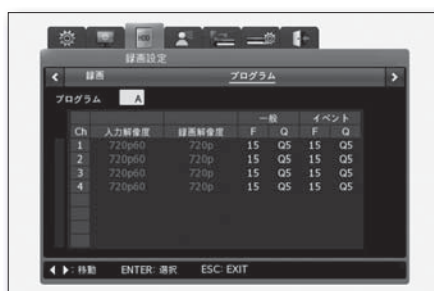 HDD
録画設定
録画 プログラム
プログラム A
一般 イベント
Ch 入力解像度 録画解像度 F Q F Q
1 720p60 720p 15 Q5 15 Q5
2 720p60 720p 15 Q5 15 Q5
3 720p60 720p 15 Q5 15 Q5
4 720p60 720p 15 Q5 15 Q5
: 移動 ENTER: 選択 ESC: EXIT